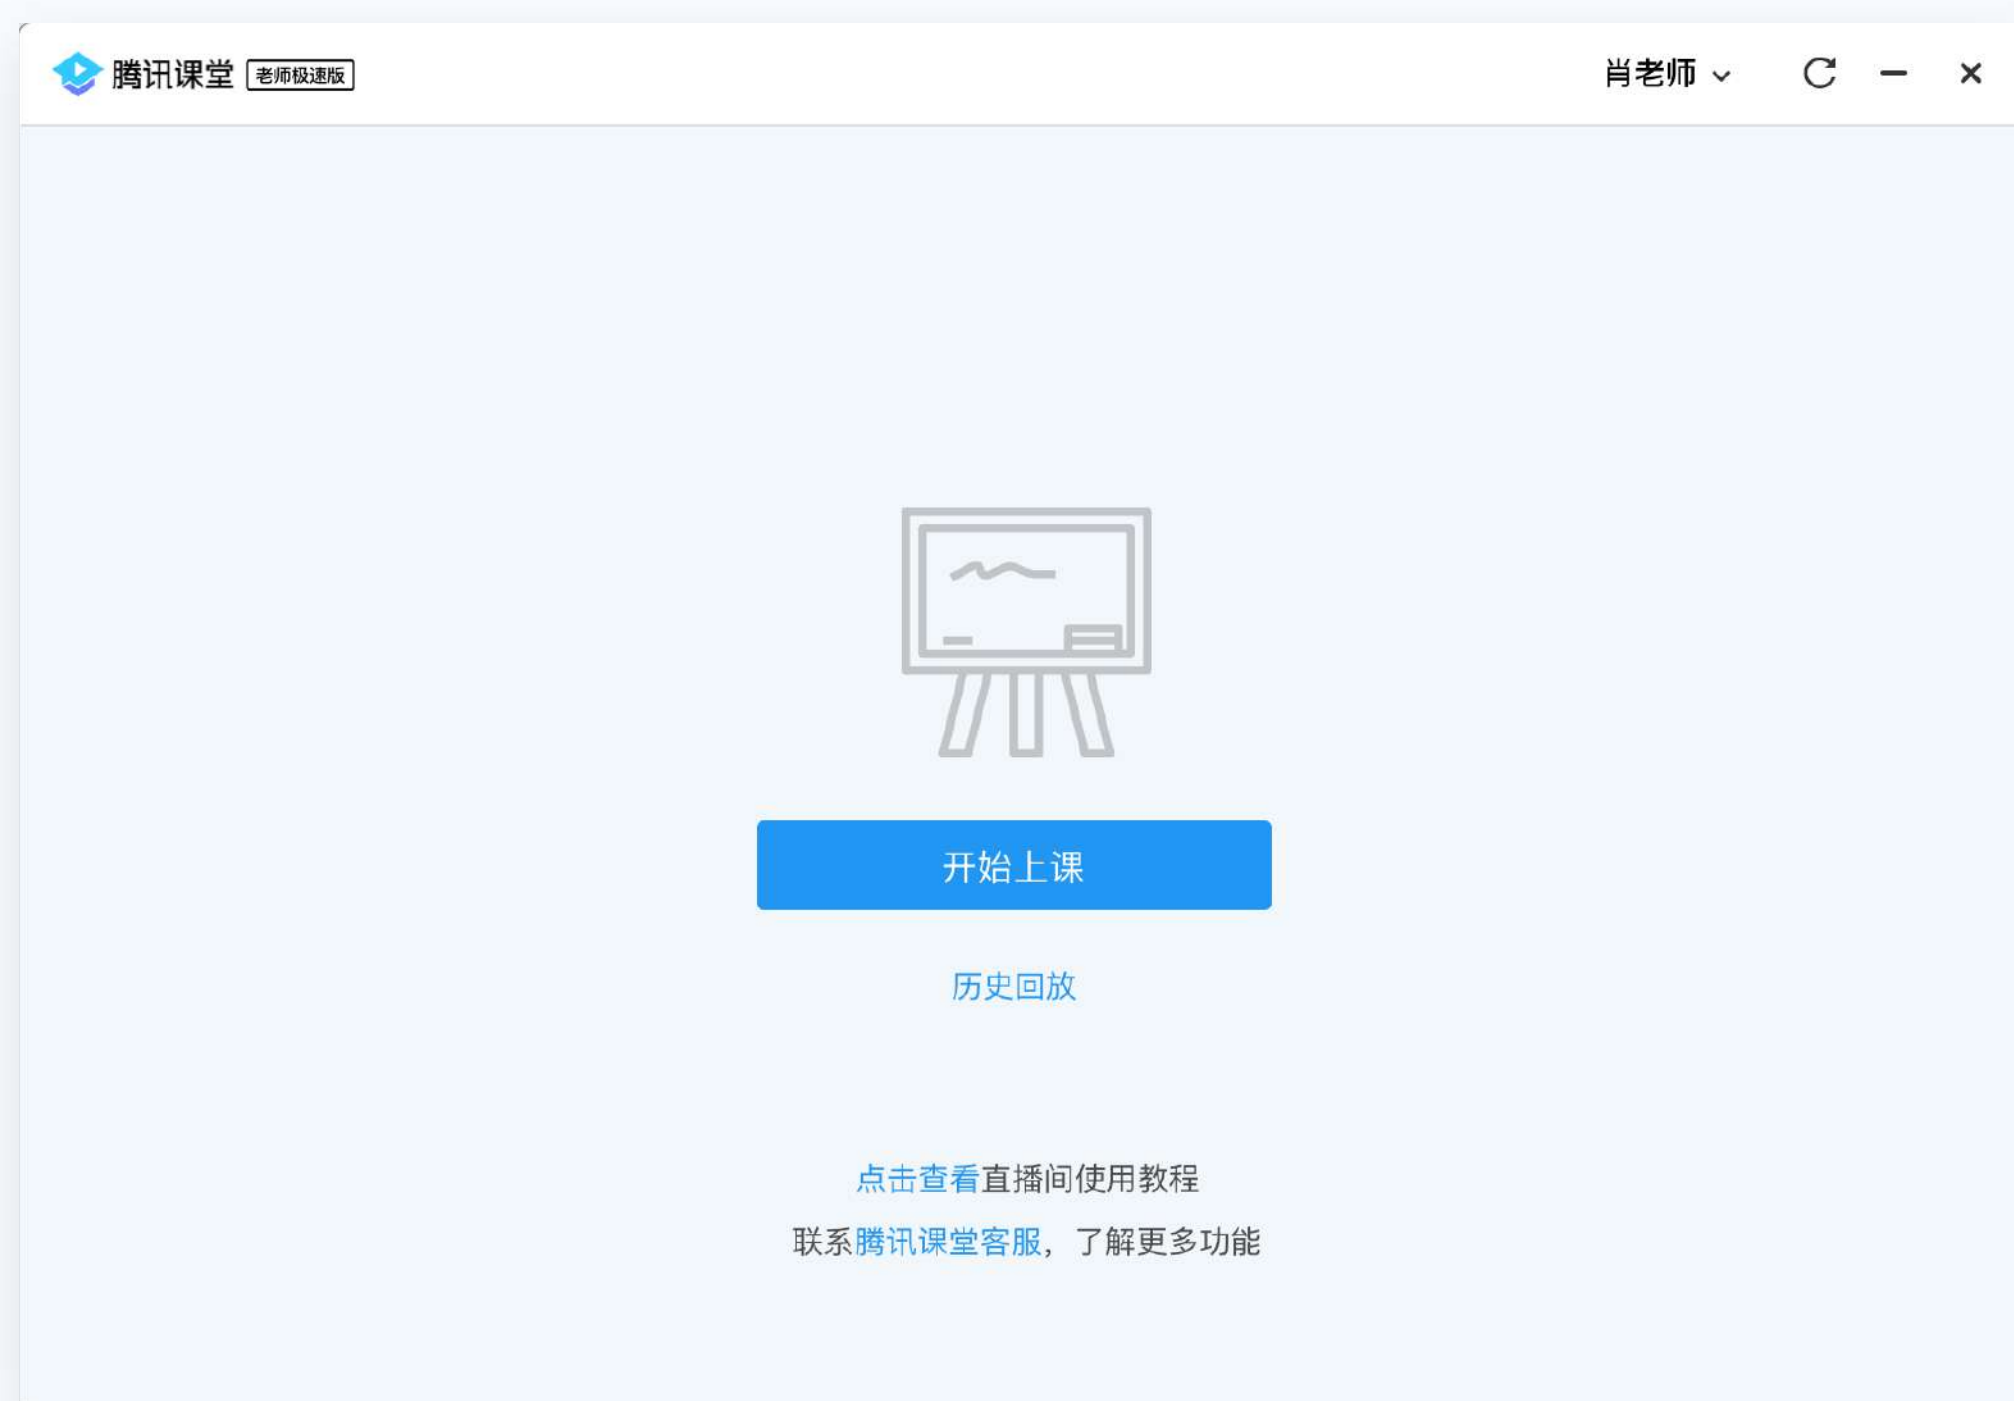 腾讯课堂 老师极速版
肖老师
开始上课
历史回放
点击查看直播间使用教程
联系腾讯课堂客服，了解更多功能